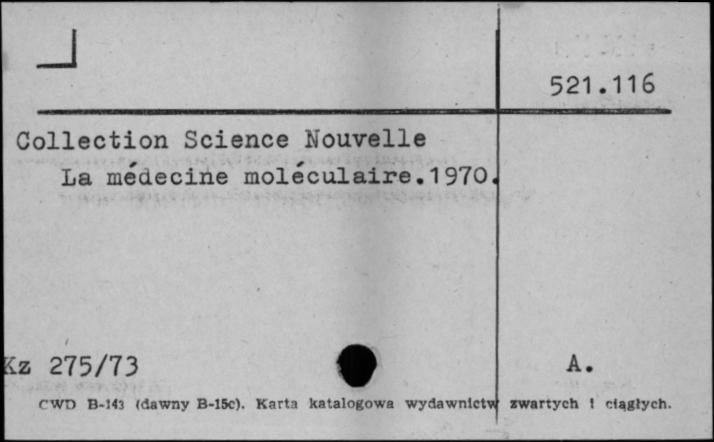 521.116
Collection Science Nouvelle
La médecine moléculaire.1970.
Kz 275/73
A.
CWD B-143 (dawny B-15c). Karta katalogowa wydawnictw zwartych i ciągłych.